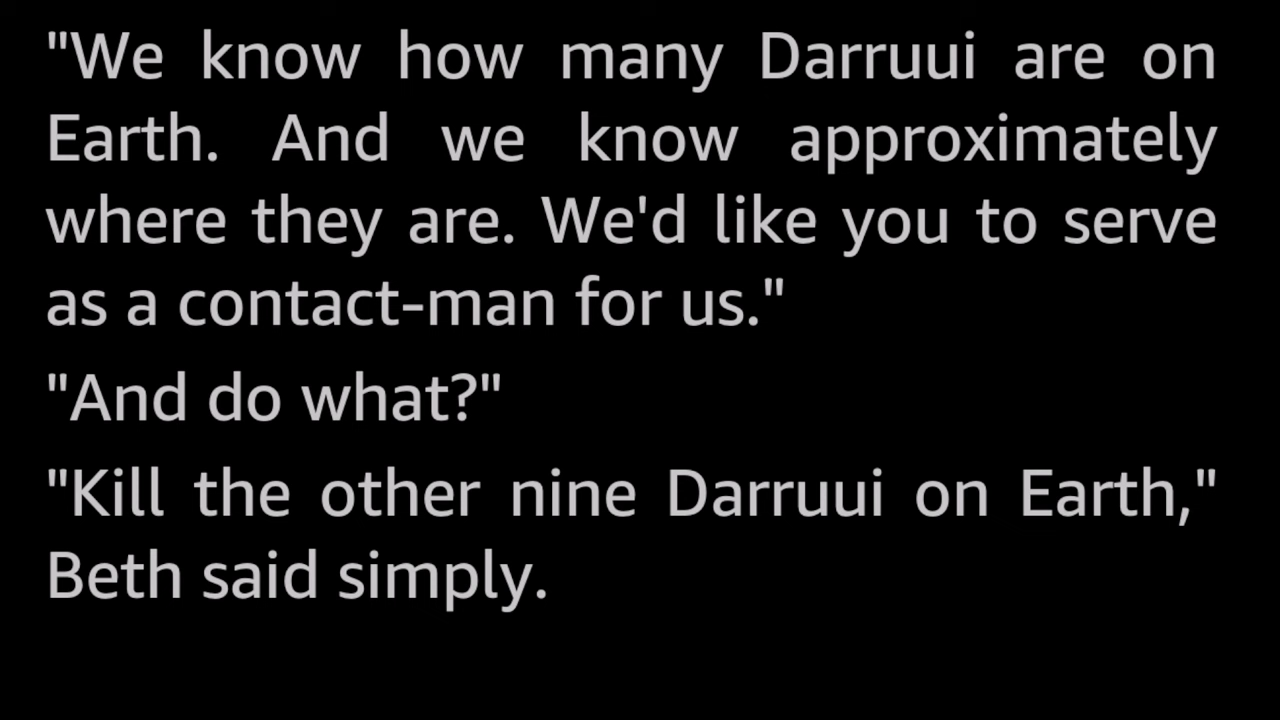 "We know how many Darruui are on
Earth. And we know approximately
where they are. We'd like you to serve
as a contact-man for us."
"And do what?"
"Kill the other nine Darruui on Earth,"
Beth said simply.